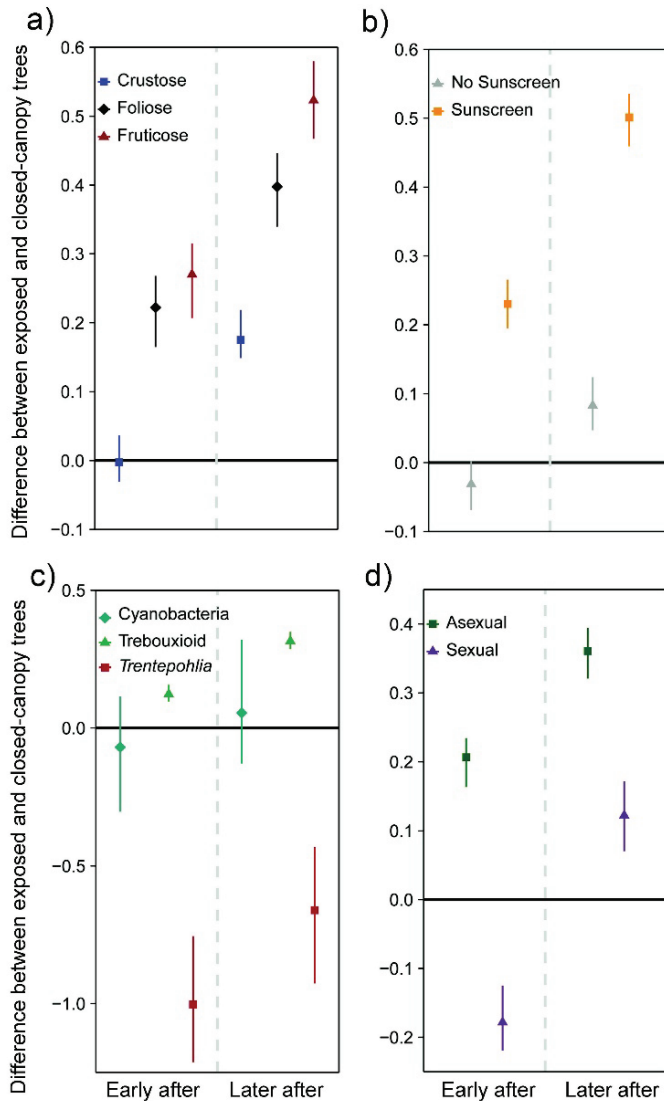 a)
Difference between exposed and closed-canopy trees
0.6
0.5
0.4
0.3
0.2
0.1
0.0
−0.1
Crustose
Foliose
Fruticose
b)
0.6
0.5
0.4
0.3
0.2
0.1
0.0
−0.1
No Sunscreen
Sunscreen
c)
Difference between exposed and closed-canopy trees
0.5
0.0
−0.5
−1.0
Cyanobacteria
Trebouxioid
Trentepohlia
Early after
Later after
d)
0.4
0.3
0.2
0.1
0.0
−0.1
−0.2
Asexual
Sexual
Early after
Later after